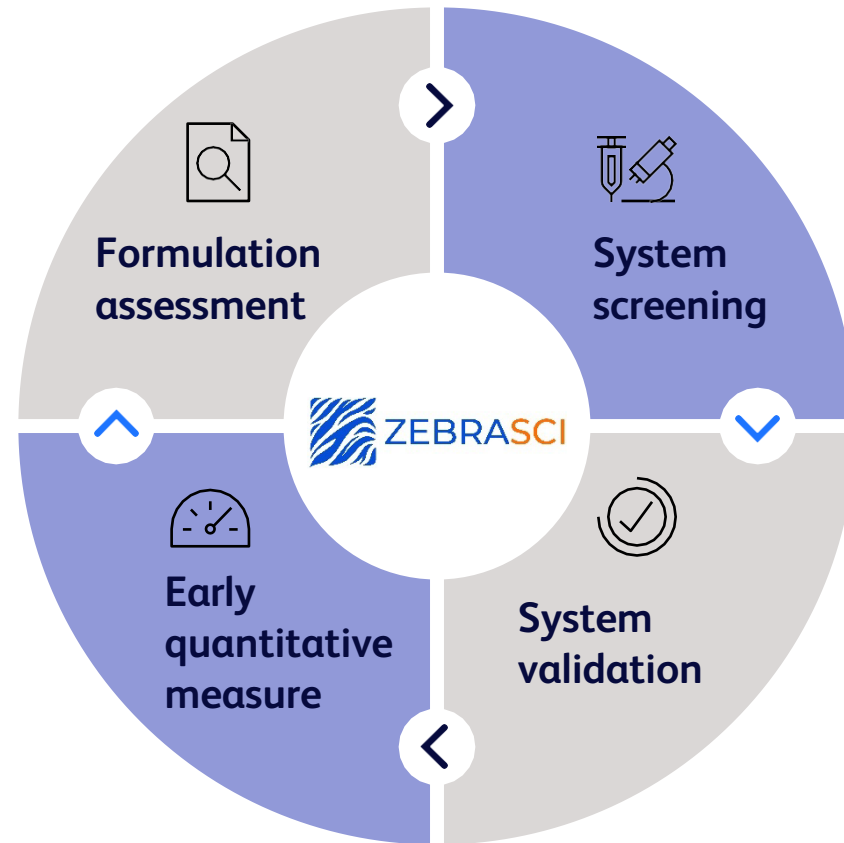 Formulation
assessment
System
screening
ZEBRASCI
Early
quantitative
measure
System
validation